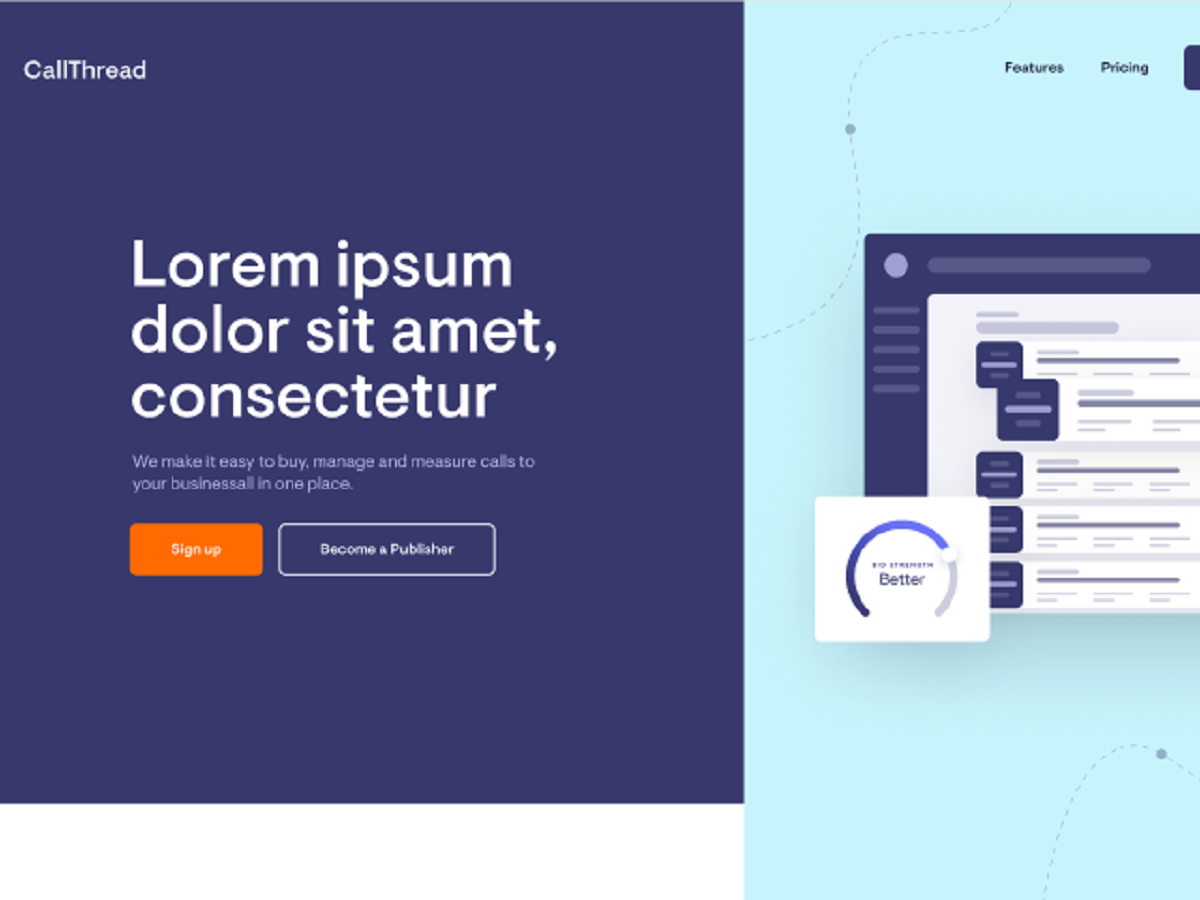 CallThread
Features
Pricing
Lorem ipsum
dolor sit amet,
consectetur
We make it easy to buy, manage and measure calls to
your businessall in one place.
Sign up
Become a Publisher
BID STRENGTH
Better